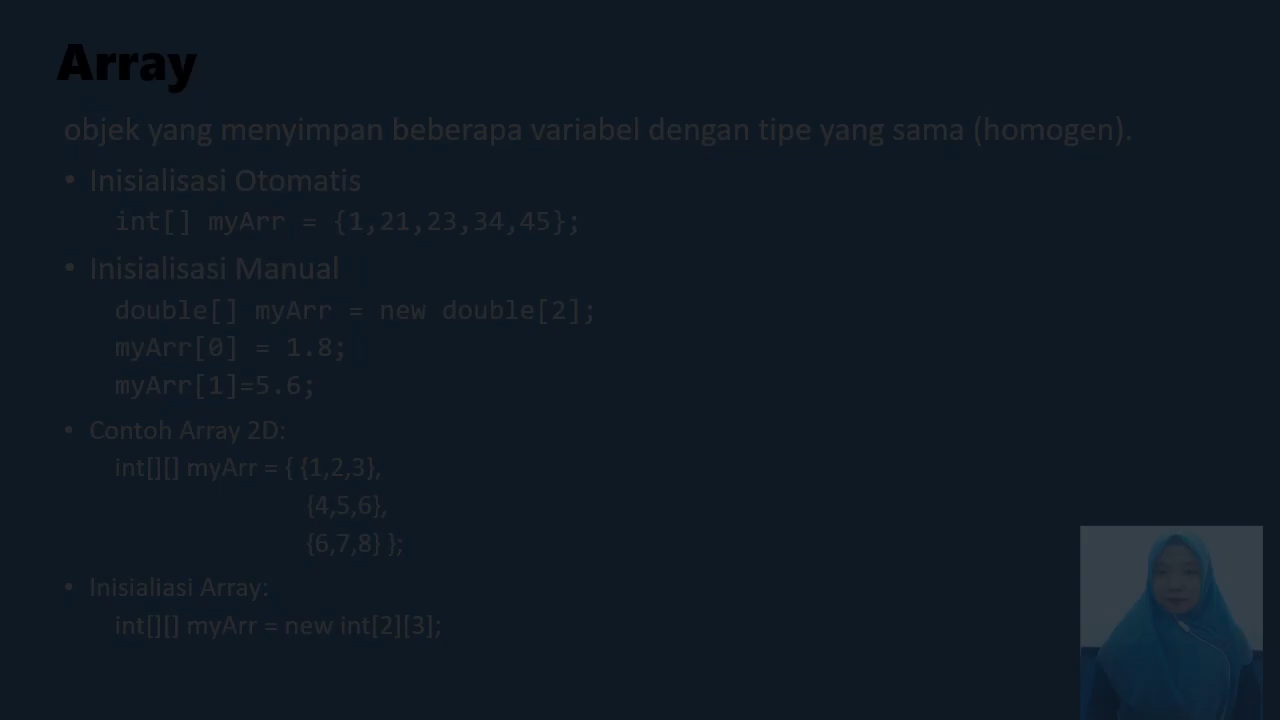 Array
objek yang menyimpan beberapa variabel dengan tipe yang sama (homogen).
• Inisialisasi Otomatis
int[] myArr = {1,21,23,34,45};
• Inisialisasi Manual
double[] myArr = new double[2];
myArr[0] = 1.8;
myArr[1]=5.6;
• Contoh Array 2D:
int[][] myArr = { {1,2,3},
{4,5,6},
{6,7,8} };
• Inisialiasi Array:
int[][] myArr = new int[2][3];